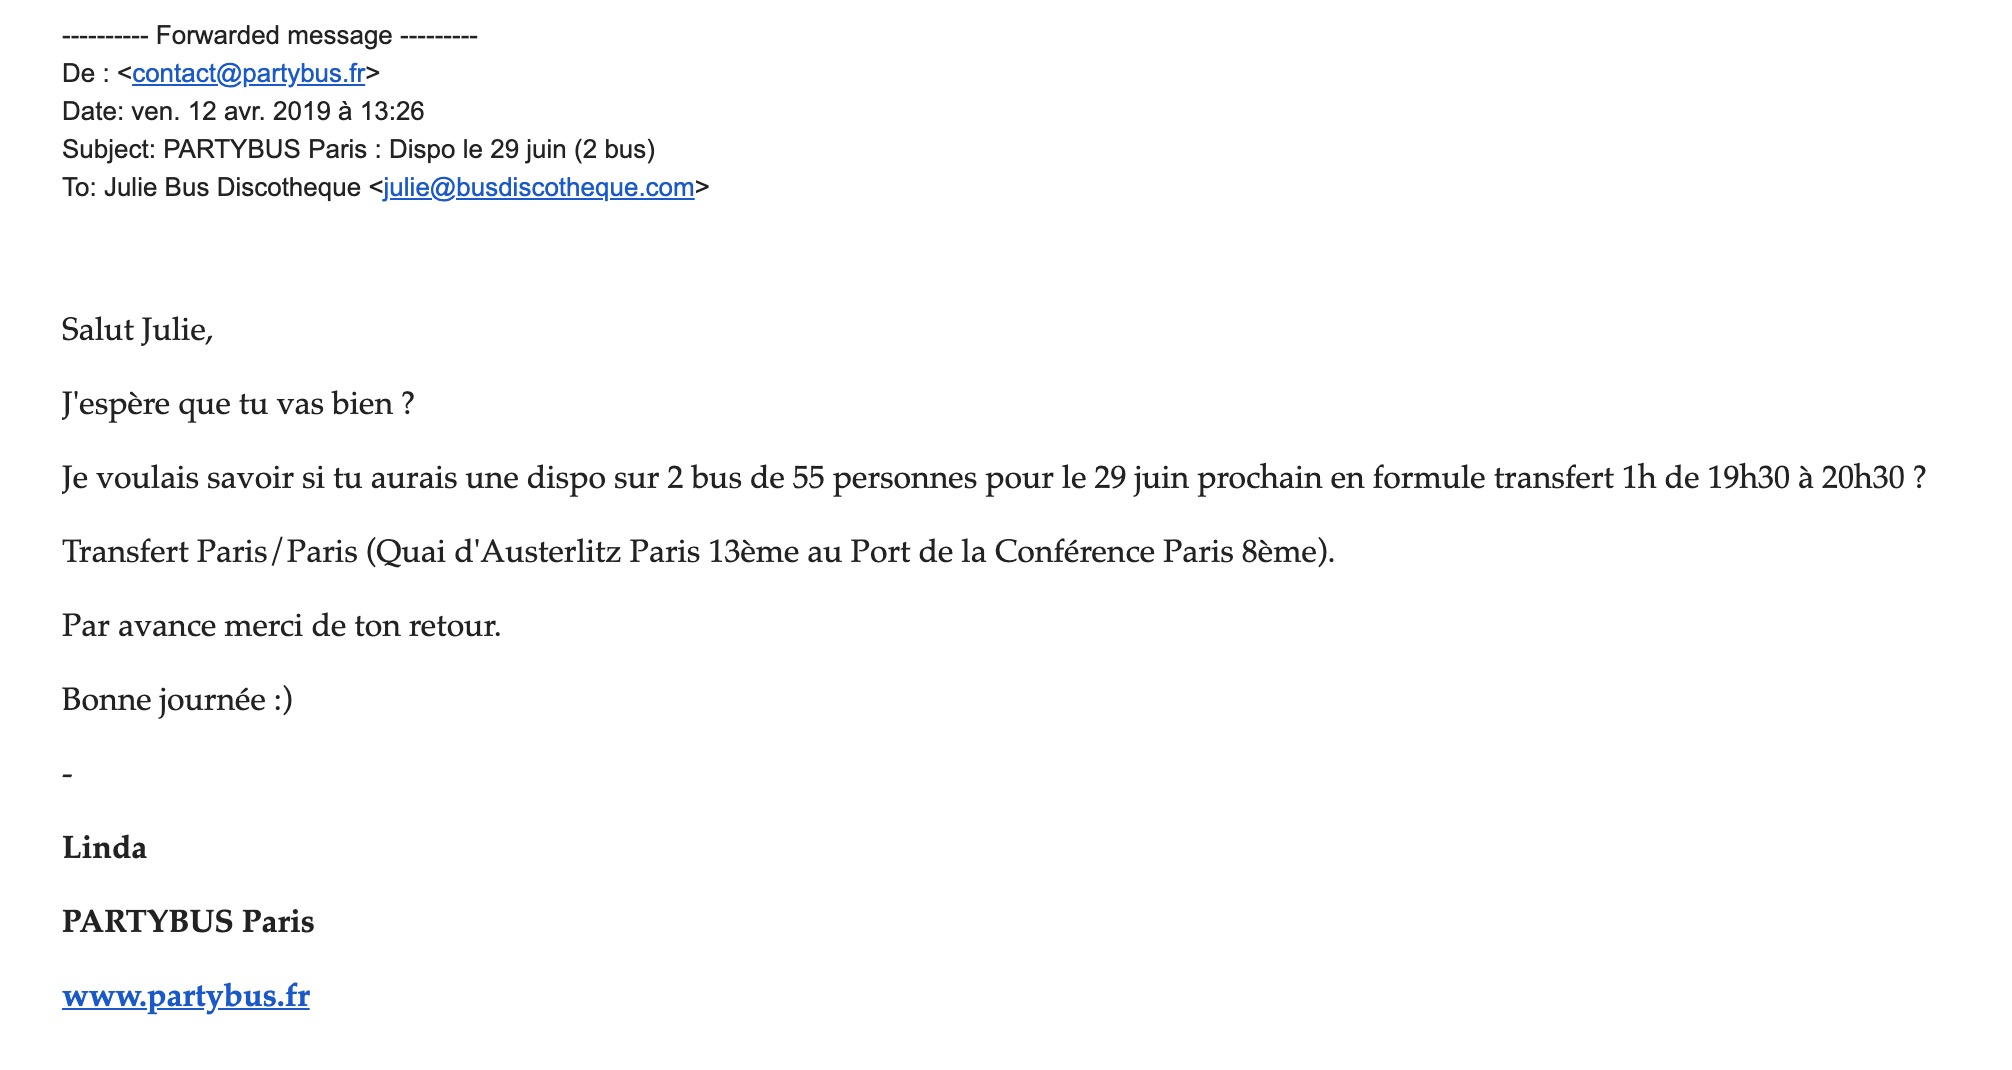 ---------- Forwarded message ---------
De : <contact@partybus.fr>
Date: ven. 12 avr. 2019 à 13:26
Subject: PARTYBUS Paris : Dispo le 29 juin (2 bus)
To: Julie Bus Discotheque <julie@busdiscotheque.com>
Salut Julie,
J'espère que tu vas bien ?
Je voulais savoir si tu aurais une dispo sur 2 bus de 55 personnes pour le 29 juin prochain en formule transfert 1h de 19h30 à 20h30 ?
Transfert Paris/Paris (Quai d'Austerlitz Paris 13ème au Port de la Conférence Paris 8ème).
Par avance merci de ton retour.
Bonne journée :)
-
Linda
PARTYBUS Paris
www.partybus.fr